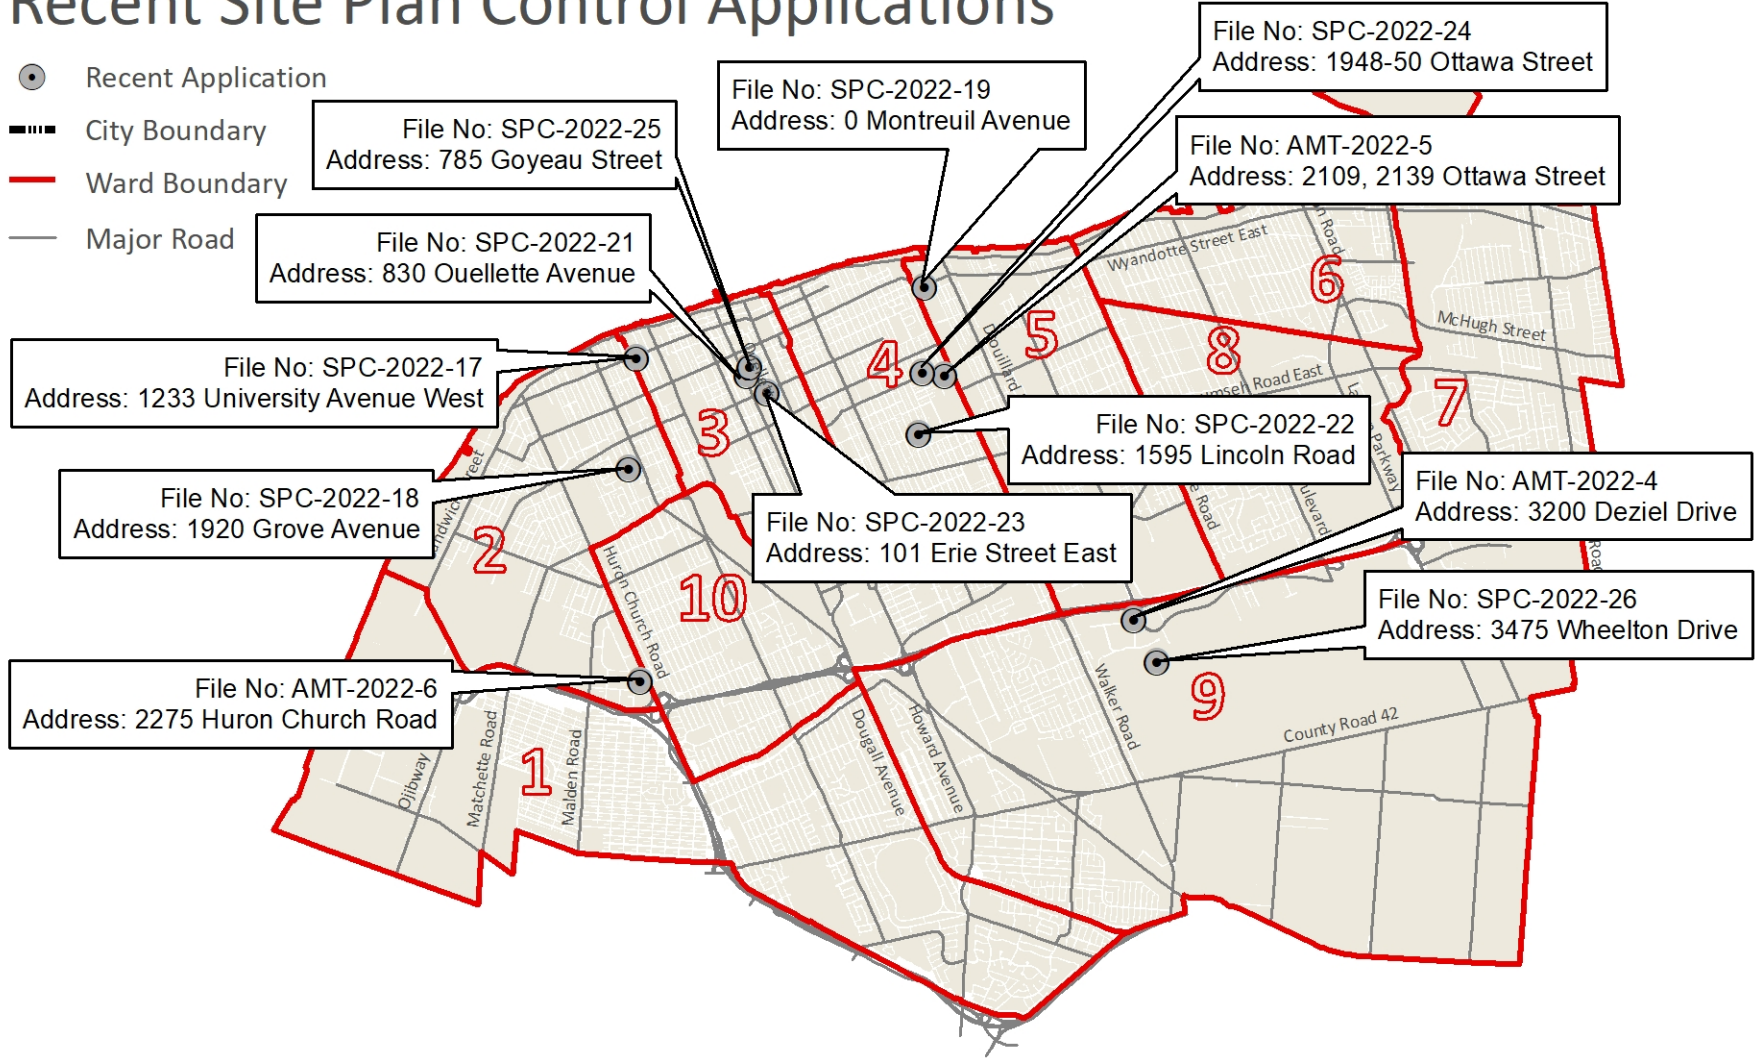 Recent Site Plan Control Applications
Recent Application
City Boundary
Ward Boundary
Major Road
File No: SPC-2022-24
Address: 1948-50 Ottawa Street
File No: SPC-2022-19
Address: 0 Montreuil Avenue
File No: SPC-2022-25
Address: 785 Goyeau Street
File No: AMT-2022-5
Address: 2109, 2139 Ottawa Street
File No: SPC-2022-21
Address: 830 Ouellette Avenue
File No: SPC-2022-17
Address: 1233 University Avenue West
File No: SPC-2022-22
Address: 1595 Lincoln Road
File No: SPC-2022-18
Address: 1920 Grove Avenue
File No: SPC-2022-23
Address: 101 Erie Street East
File No: AMT-2022-4
Address: 3200 Deziel Drive
File No: SPC-2022-26
Address: 3475 Wheelton Drive
File No: AMT-2022-6
Address: 2275 Huron Church Road
Wyandotte Street East
Road
6
McHugh Street
5
8
4
Road East
7
3
Parkway
2
Road
10
Huron Church Road
Walker Road
9
County Road 42
Dougall Avenue
Howard Avenue
1
Ojibway
Matchette Road
Malden Road